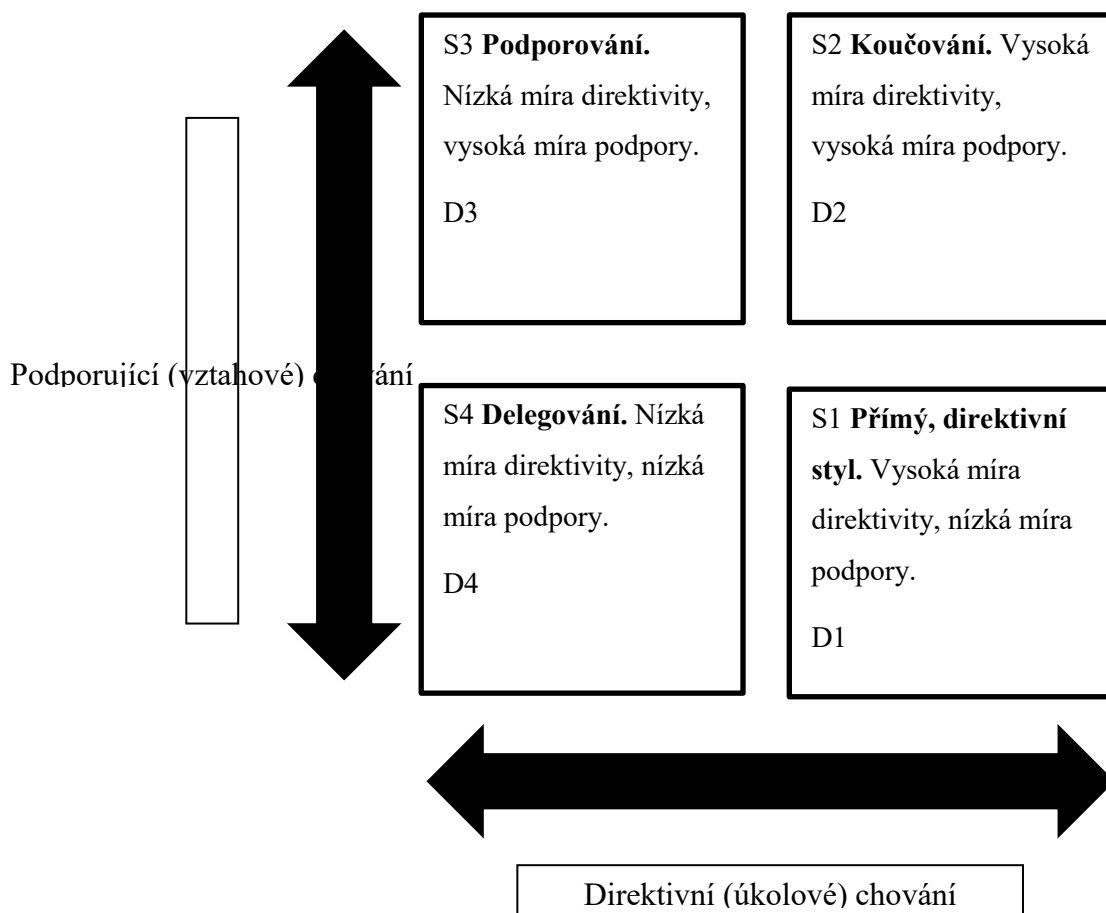 S3 Podporování.
Nízká míra direktivity,
vysoká míra podpory.
D3
S2 Koučování. Vysoká
míra direktivity,
vysoká míra podpory.
D2
Podporující (vztahové)
S4 Delegování. Nízká
míra direktivity, nízká
míra podpory.
D4
S1 Přímý, direktivní
styl. Vysoká míra
direktivity, nízká míra
podpory.
D1
Direktivní (úkolové) chování